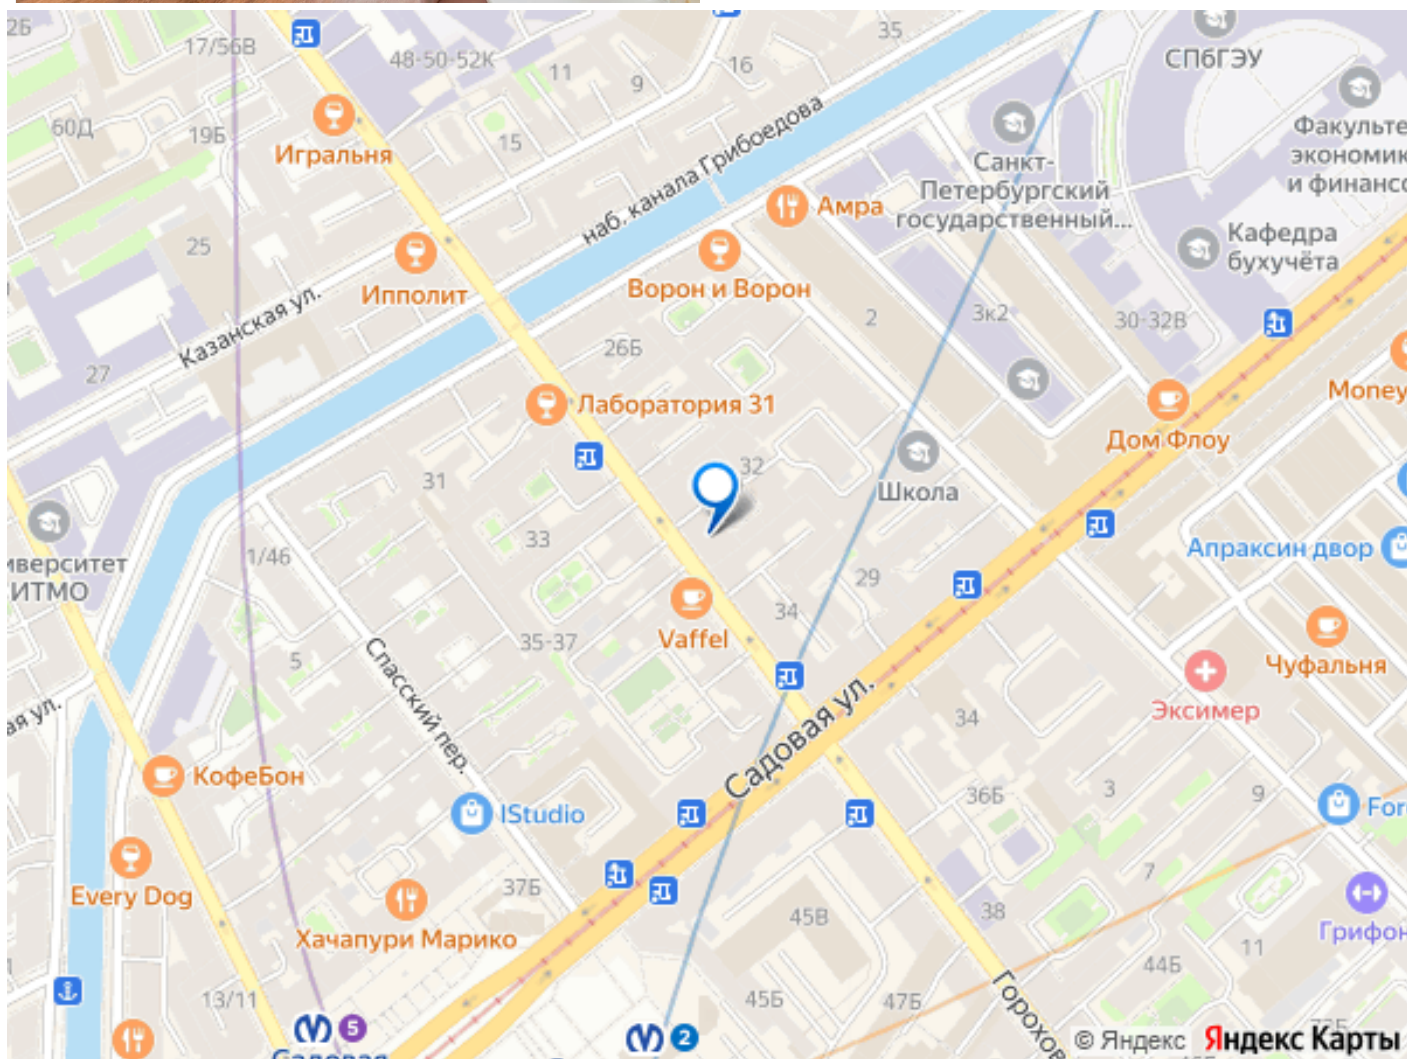 2Б
17/56В
48-50-52К
11
9
16
35
СПбГЭУ
60Д
19Б
Игральня
15
наб. канала Грибоедова
Санкт-
Петербургский
государственный...
Факульте
экономик
и финансо
Амра
Кафедра
бухучёта
25
Ипполит
Ворон и Ворон
Казанская ул.
2
3к2
30-32В
27
26Б
Money
Лаборатория 31
Дом Флоу
31
32
Школа
33
Апраксин двор
иверситет
ИТМО
1/46
29
34
Vaffel
35-37
5
Чуфальня
Спасский пер.
Эксимер
ая ул.
Садовая ул.
34
КофеБон
IStudio
36Б
3
9
For
7
Every Dog
37Б
45В
38
Хачапури Марико
Грифон
11
44Б
13/11
45Б
47Б
5
Садовая
2
Горохов
© Яндекс Яндекс Карты